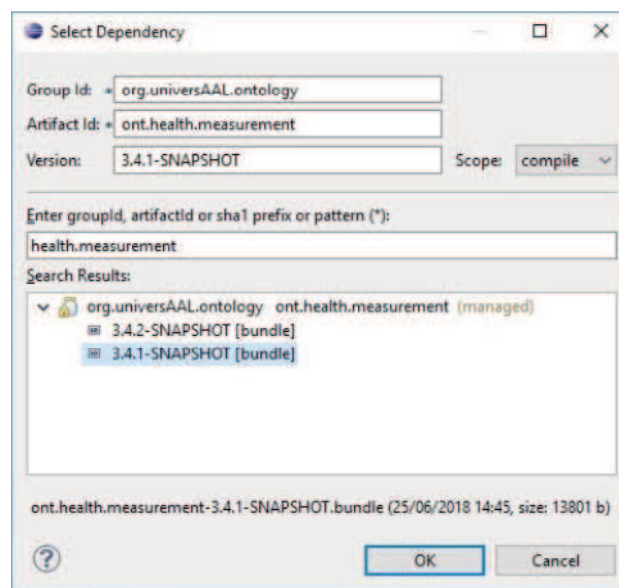 Select Dependency
Group Id: * org.universAAL.ontology
Artifact Id: * ont.health.measurement
Version: 3.4.1-SNAPSHOT Scope: compile
Enter groupId, artifactId or sha1 prefix or pattern (*):
health.measurement
Search Results:
org.universAAL.ontology ont.health.measurement (managed)
3.4.2-SNAPSHOT [bundle]
3.4.1-SNAPSHOT [bundle]
ont.health.measurement-3.4.1-SNAPSHOT.bundle (25/06/2018 14:45, size: 13801 b)
? OK Cancel